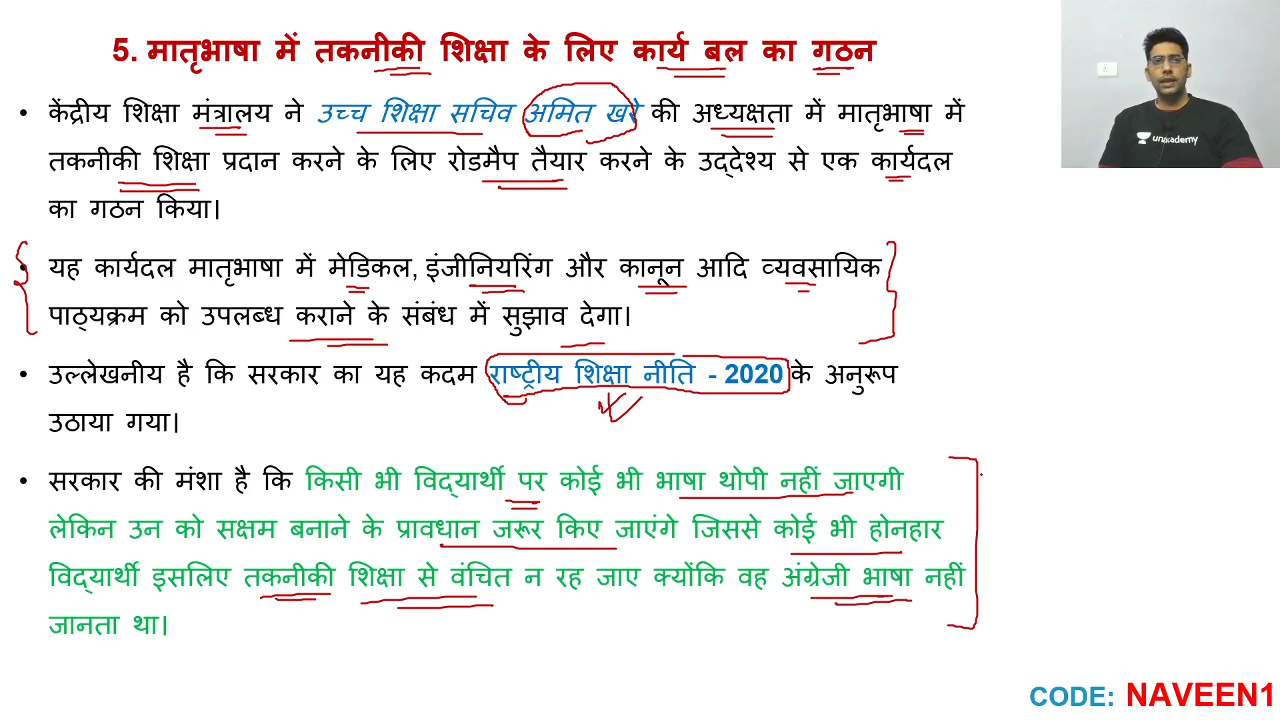 5. मातृभाषा में तकनीकी शिक्षा के लिए कार्य बल का गठन
• केंद्रीय शिक्षा मंत्रालय ने उच्च शिक्षा सचिव अमित खरे की अध्यक्षता में मातृभाषा में
तकनीकी शिक्षा प्रदान करने के लिए रोडमैप तैयार करने के उद्देश्य से एक कार्यदल
का गठन किया।
• यह कार्यदल मातृभाषा में मेडिकल, इंजीनियरिंग और कानून आदि व्यवसायिक
पाठ्यक्रम को उपलब्ध कराने के संबंध में सुझाव देगा।
• उल्लेखनीय है कि सरकार का यह कदम राष्ट्रीय शिक्षा नीति - 2020 के अनुरूप
उठाया गया।
• सरकार की मंशा है कि किसी भी विद्यार्थी पर कोई भी भाषा थोपी नहीं जाएगी
लेकिन उन को सक्षम बनाने के प्रावधान जरूर किए जाएंगे जिससे कोई भी होनहार
विद्यार्थी इसलिए तकनीकी शिक्षा से वंचित न रह जाए क्योंकि वह अंग्रेजी भाषा नहीं
जानता था।
unacademy
CODE: NAVEEN1